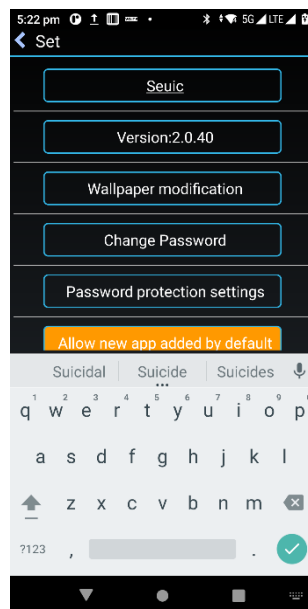 5:22 pm 5G LTE
Set
Seuic
Version:2.0.40
Wallpaper modification
Change Password
Password protection settings
Allow new app added by default
Suicidal Suicide Suicides
1 2 3 4 5 6 7 8 9
q w e r t y u i o p
a s d f g h j k l
z x c v b n m
?123 , .